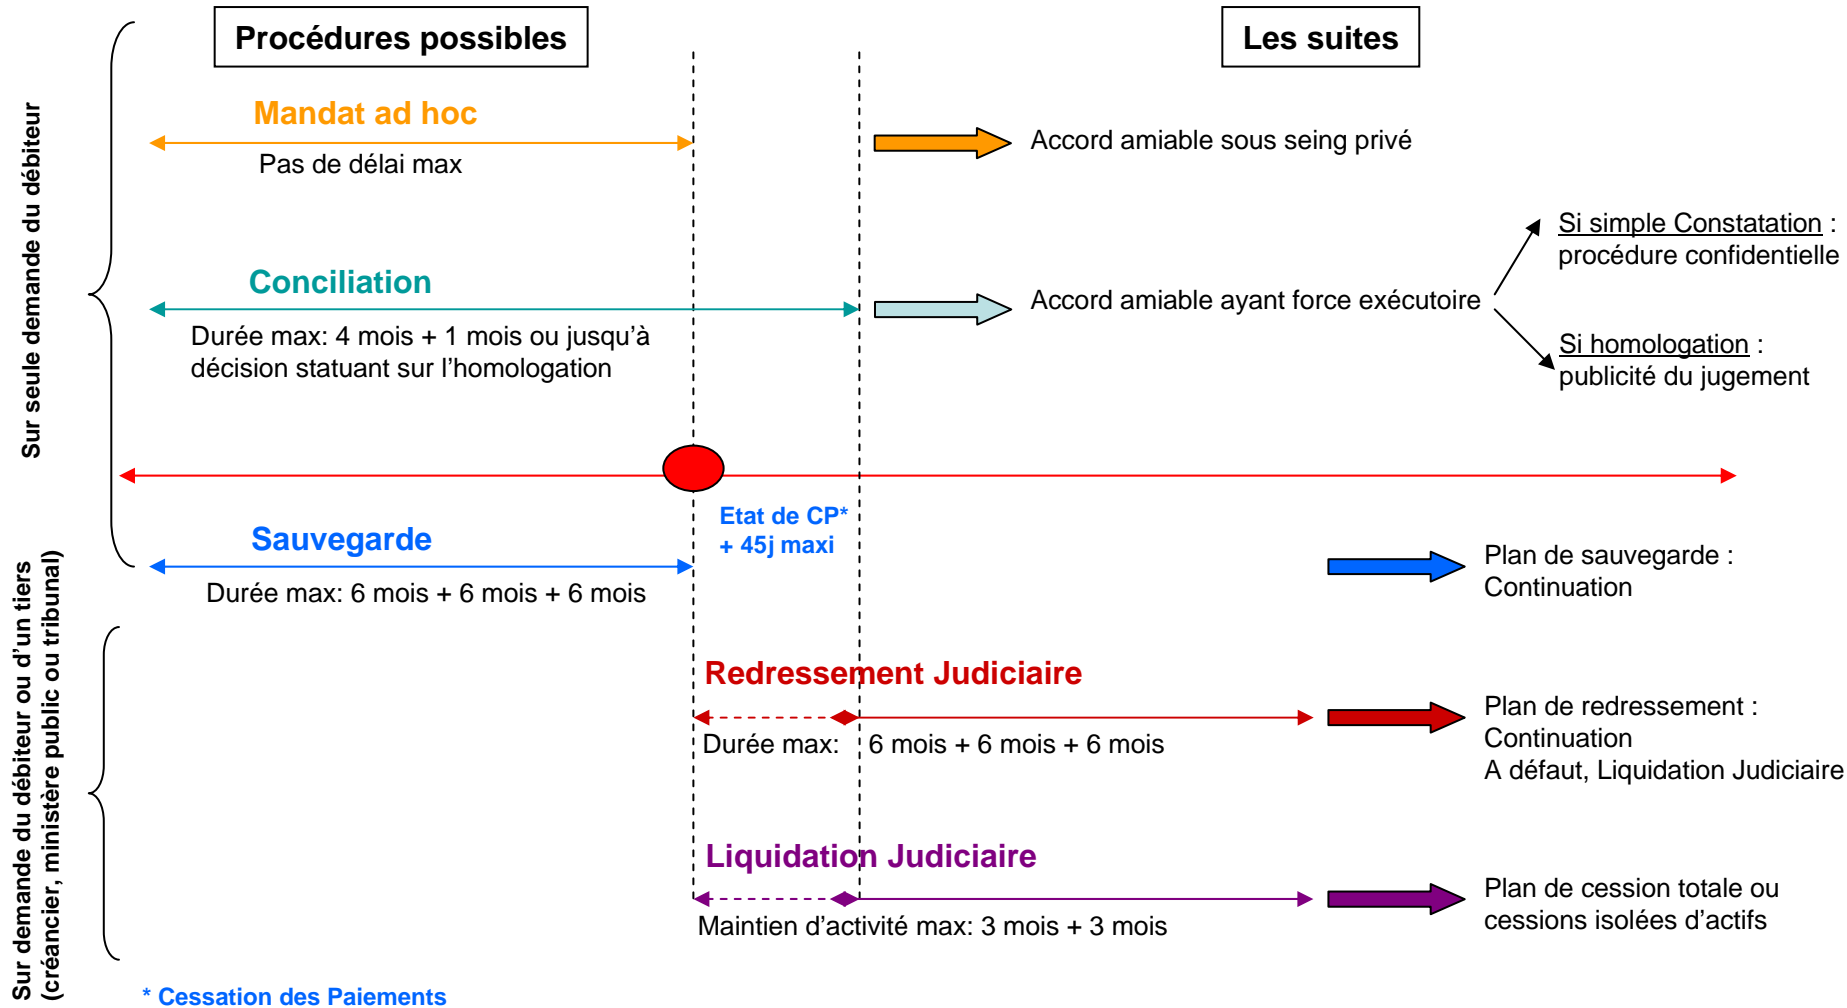 Procédures possibles
Les suites
Sur seule demande du débiteur
Mandat ad hoc
Pas de délai max
Accord amiable sous seing privé
Conciliation
Durée max: 4 mois + 1 mois ou jusqu’à
décision statuant sur l’homologation
Accord amiable ayant force exécutoire
Si simple Constatation :
procédure confidentielle
Si homologation :
publicité du jugement
Etat de CP*
+ 45j maxi
Sauvegarde
Durée max: 6 mois + 6 mois + 6 mois
Plan de sauvegarde :
Continuation
Sur demande du débiteur ou d’un tiers
(créancier, ministère public ou tribunal)
Redressement Judiciaire
Durée max: 6 mois + 6 mois + 6 mois
Plan de redressement :
Continuation
A défaut, Liquidation Judiciaire
Liquidation Judiciaire
Maintien d’activité max: 3 mois + 3 mois
Plan de cession totale ou
cessions isolées d’actifs
* Cessation des Paiements